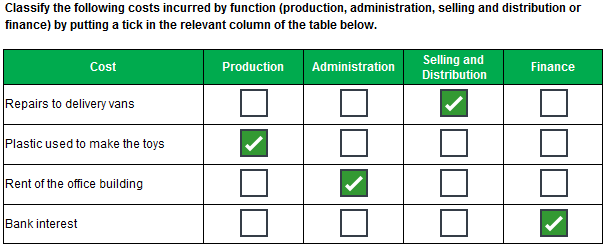 Classify the following costs incurred by function (production, administration, selling and distribution or
finance) by putting a tick in the relevant column of the table below.
Cost Production Administration Selling and Distribution Finance
Repairs to delivery vans
Plastic used to make the toys
Rent of the office building
Bank interest